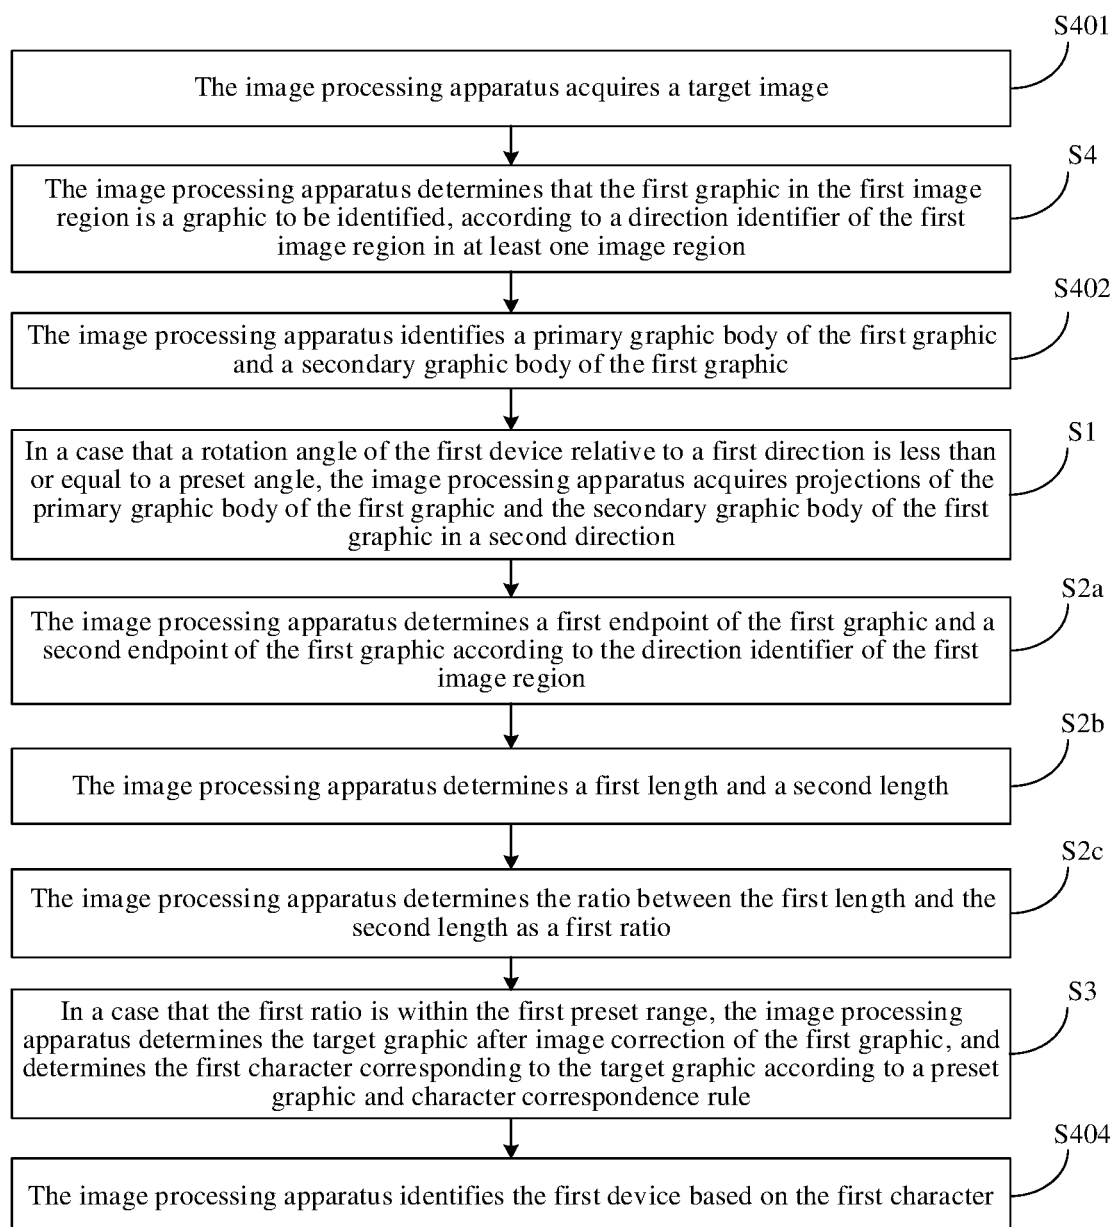 S401
The image processing apparatus acquires a target image
S4
The image processing apparatus determines that the first graphic in the first image
region is a graphic to be identified, according to a direction identifier of the first
image region in at least one image region
S402
The image processing apparatus identifies a primary graphic body of the first graphic
and a secondary graphic body of the first graphic
S1
In a case that a rotation angle of the first device relative to a first direction is less than
or equal to a preset angle, the image processing apparatus acquires projections of the
primary graphic body of the first graphic and the secondary graphic body of the first
graphic in a second direction
S2a
The image processing apparatus determines a first endpoint of the first graphic and a
second endpoint of the first graphic according to the direction identifier of the first
image region
S2b
The image processing apparatus determines a first length and a second length
S2c
The image processing apparatus determines the ratio between the first length and the
second length as a first ratio
S3
In a case that the first ratio is within the first preset range, the image processing
apparatus determines the target graphic after image correction of the first graphic, and
determines the first character corresponding to the target graphic according to a preset
graphic and character correspondence rule
S404
The image processing apparatus identifies the first device based on the first character